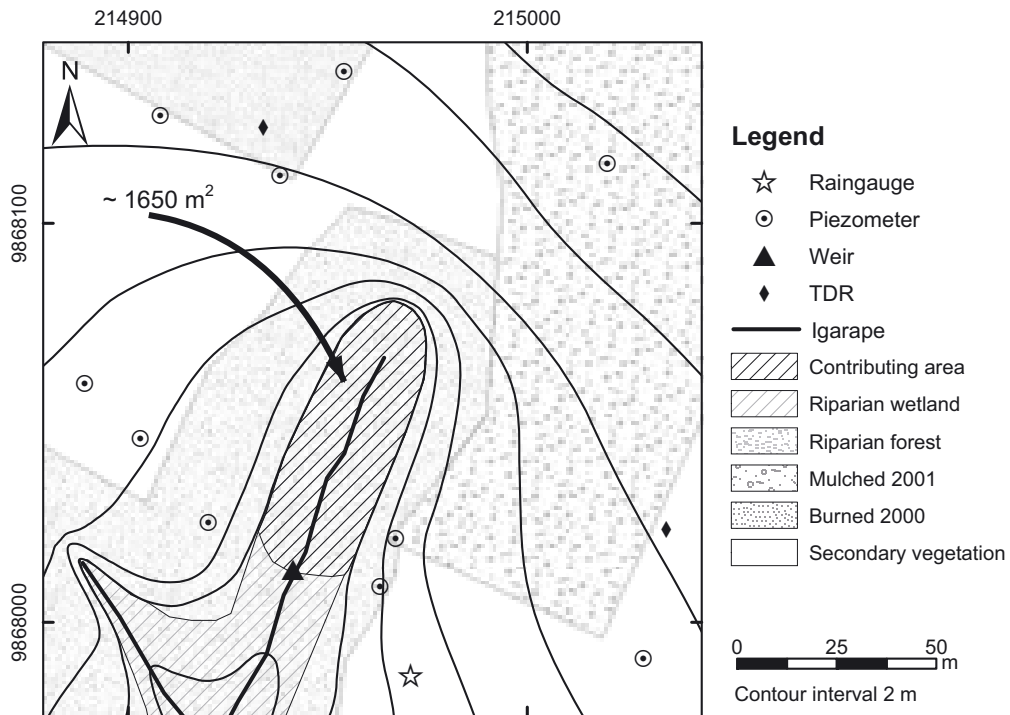 214900
215000
N
~ 1650 m²
9868100
9868000
Legend
Raingauge
Piezometer
Weir
TDR
Igarape
Contributing area
Riparian wetland
Riparian forest
Mulched 2001
Burned 2000
Secondary vegetation
0 25 50 m
Contour interval 2 m